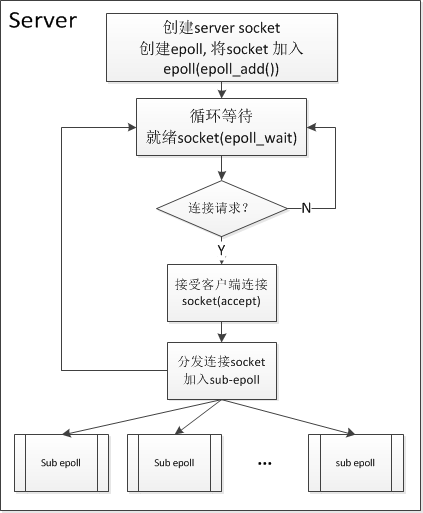 Server
创建server socket
创建epoll, 将socket 加入
epoll(epoll_add())
循环等待
就绪socket(epoll_wait)
连接请求?
N
Y
接受客户端连接
socket(accept)
分发连接socket
加入sub-epoll
Sub epoll
Sub epoll
...
sub epoll